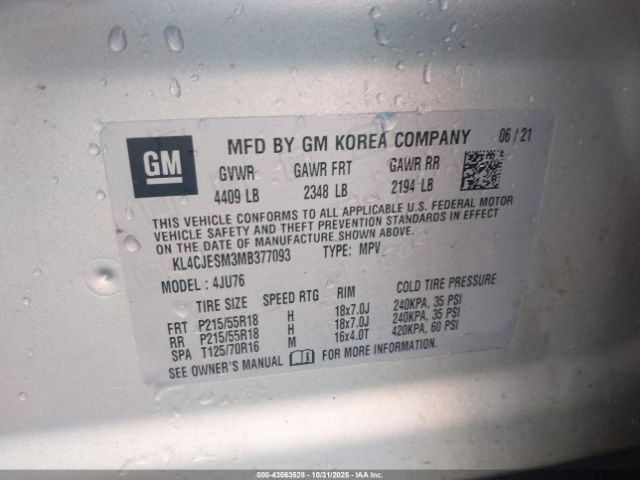 GM
MFD BY GM KOREA COMPANY 06 / 21
GVWR GAWR FRT GAWR RR
4409 LB 2348 LB 2194 LB
THIS VEHICLE CONFORMS TO ALL APPLICABLE U.S. FEDERAL MOTOR
VEHICLE SAFETY AND THEFT PREVENTION STANDARDS IN EFFECT
ON THE DATE OF MANUFACTURE SHOWN ABOVE.
KL4CJESM3MB377093 TYPE: MPV
MODEL : 4JU76
TIRE SIZE SPEED RTG RIM COLD TIRE PRESSURE
FRT P215/55R18 H 18x7.0J 240KPA, 35 PSI
RR P215/55R18 H 18x7.0J 240KPA, 35 PSI
SPA T125/70R16 M 16x4.0T 420KPA, 60 PSI
SEE OWNER'S MANUAL FOR MORE INFORMATION.
000-43563528 - 10/31/2025 - IAAI.COM